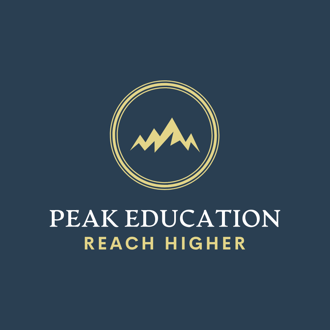 PEAK EDUCATION
REACH HIGHER